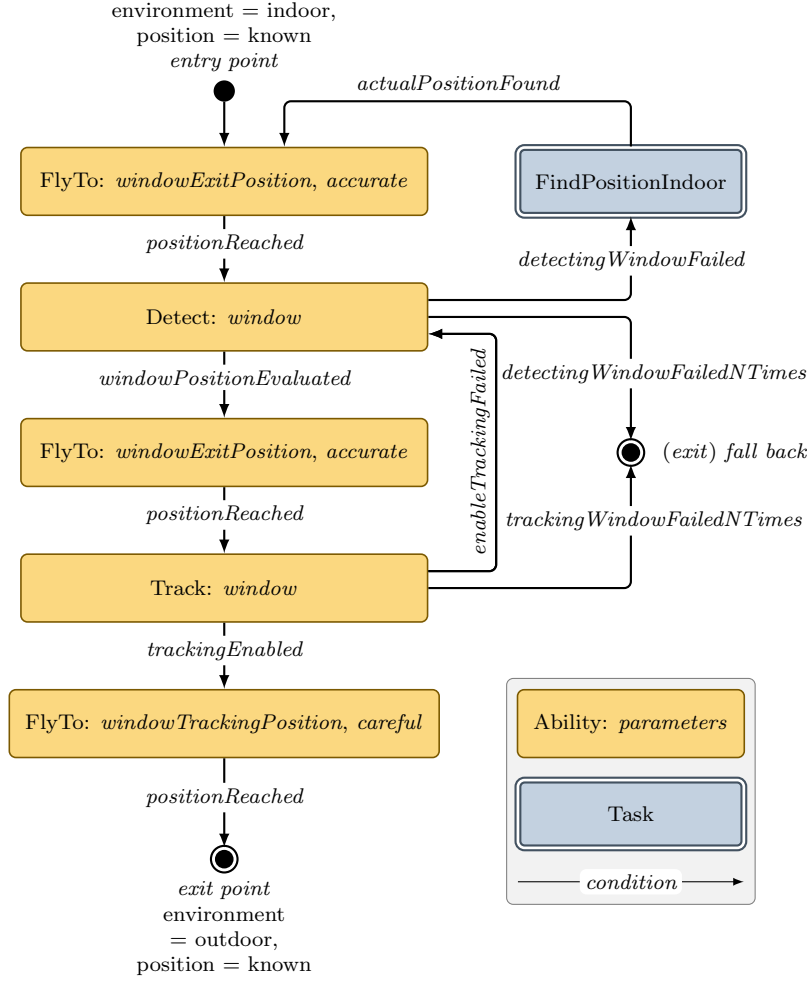 environment = indoor,
position = known
entry point
actualPositionFound
FlyTo: windowExitPosition, accurate
FindPositionIndoor
positionReached
detectingWindowFailed
Detect: window
windowPositionEvaluated
enableTrackingFailed
detectingWindowFailedNTimes
FlyTo: windowExitPosition, accurate
(exit) fall back
positionReached
trackingWindowFailedNTimes
Track: window
trackingEnabled
FlyTo: windowTrackingPosition, careful
Ability: parameters
positionReached
Task
exit point
environment
= outdoor,
position = known
condition